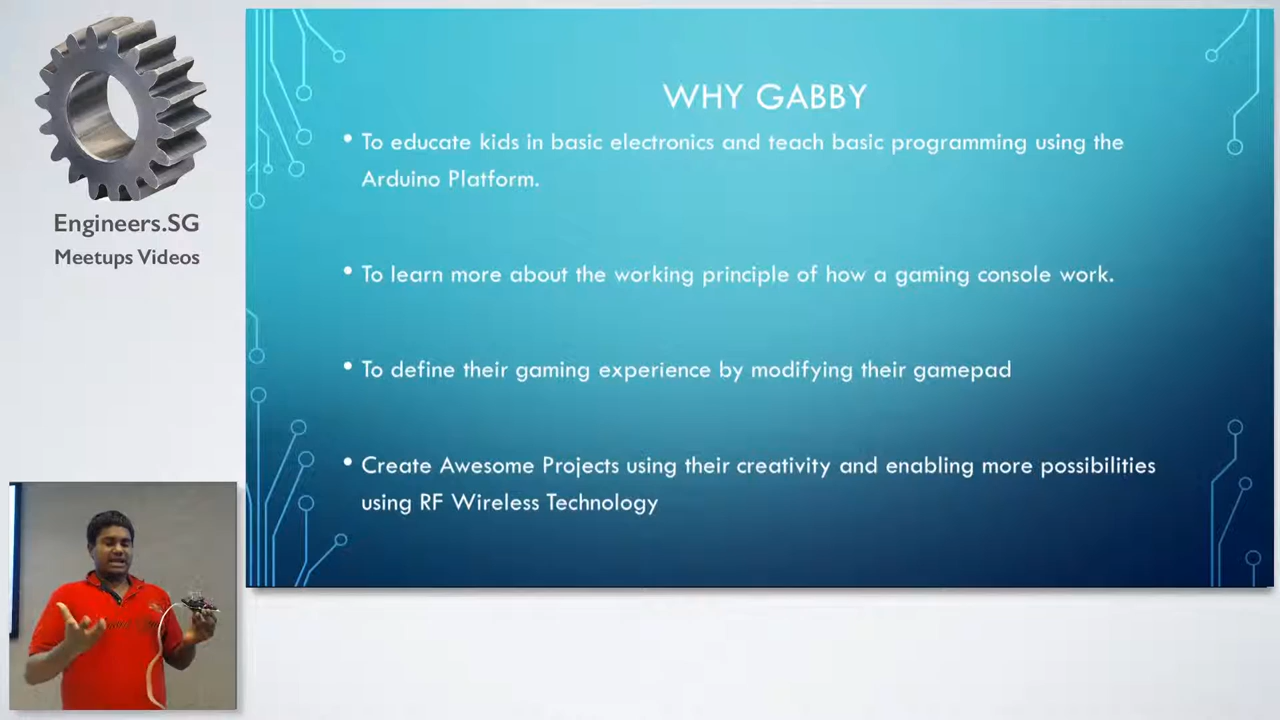 Engineers.SG
Meetups Videos
WHY GABBY
• To educate kids in basic electronics and teach basic programming using the
Arduino Platform.
• To learn more about the working principle of how a gaming console work.
• To define their gaming experience by modifying their gamepad
• Create Awesome Projects using their creativity and enabling more possibilities
using RF Wireless Technology